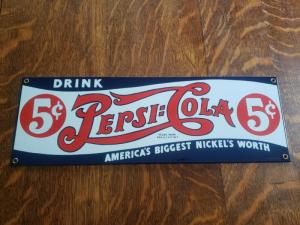 DRINK
5¢ PEPSI:COLA 5¢
AMERICA'S BIGGEST NICKEL'S WORTH